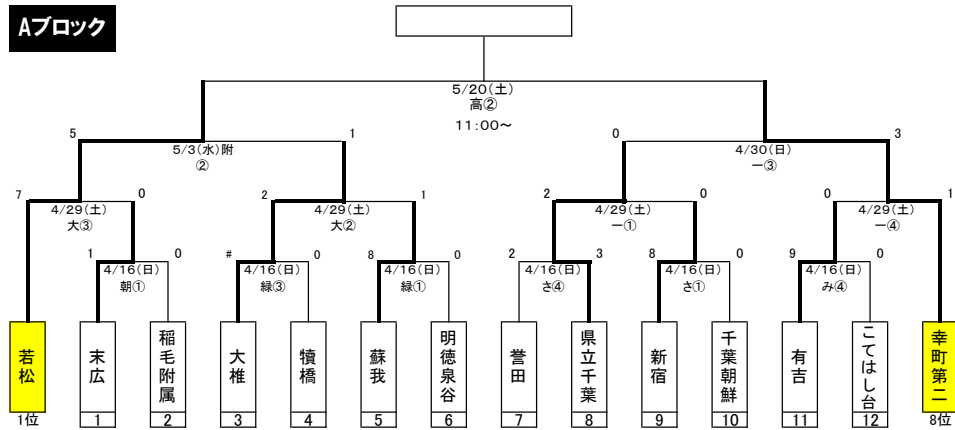 Aブロック
5/20(土)
高②
11:00～
5 1 0 3
5/3(水)附 4/30(日)
② 一③
7 0 2 1 2 0 0 1
4/29(土) 4/29(土) 4/29(土) 4/29(土)
大③ 大② 一① 一④
1 0 # 0 8 0 2 3 8 0 9 0
4/16(日) 4/16(日) 4/16(日) 4/16(日) 4/16(日) 4/16(日)
朝① 緑③ 緑① さ④ さ① み④
若松
末広
稲毛附属
大椎
犢橋
蘇我
明徳泉谷
誉田
県立千葉
新宿
千葉朝鮮
有吉
こてはし台
幸町第二
1位 1 2 3 4 5 6 7 8 9 10 11 12 8位